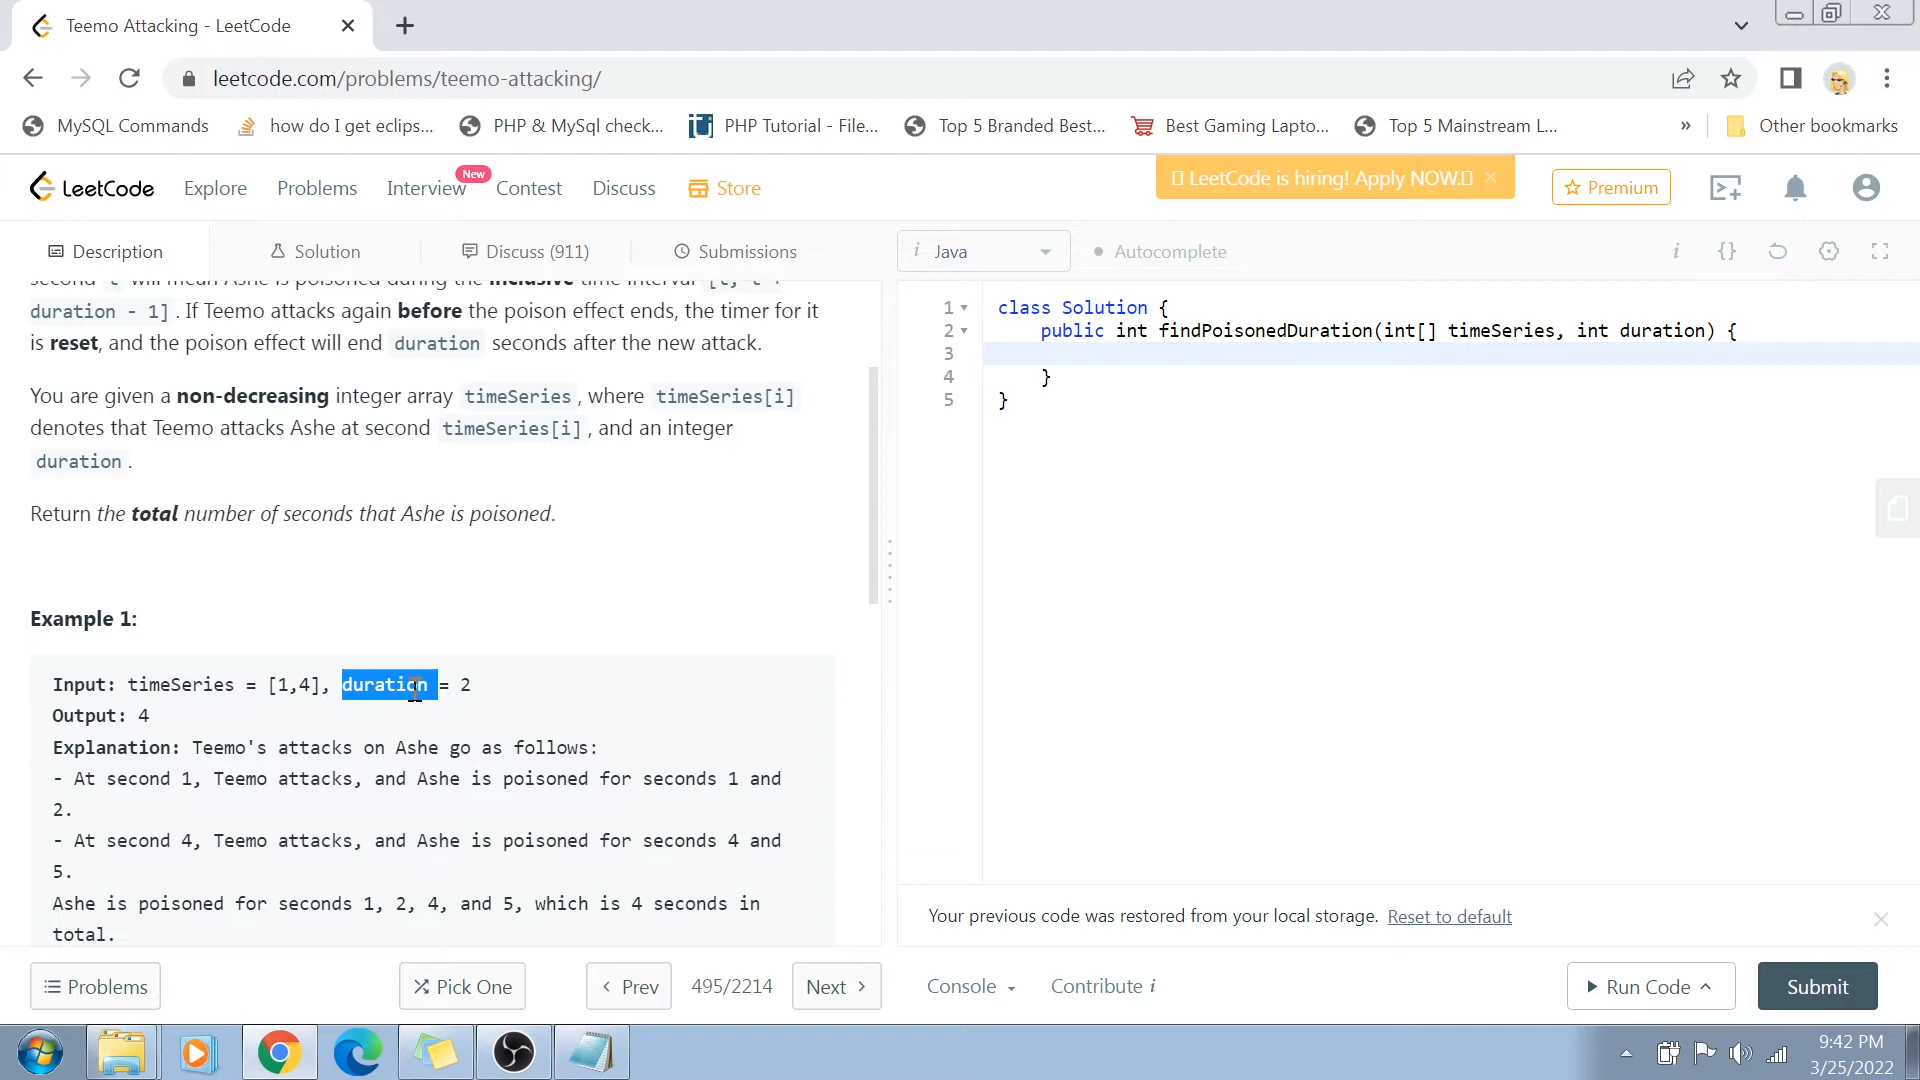 Teemo Attacking - LeetCode
leetcode.com/problems/teemo-attacking/
MySQL Commands
how do I get eclips...
PHP & MySql check...
PHP Tutorial - File...
Top 5 Branded Best...
Best Gaming Lapto...
Top 5 Mainstream L...
»
Other bookmarks
LeetCode
Explore
Problems
Interview
New
Contest
Discuss
Store
LeetCode is hiring! Apply NOW.
Premium
Description
Solution
Discuss (911)
Submissions
i Java
Autocomplete
second t will mean Ashe is poisoned during the inclusive time interval [t, t +
duration - 1]. If Teemo attacks again before the poison effect ends, the timer for it
is reset, and the poison effect will end duration seconds after the new attack.
You are given a non-decreasing integer array timeSeries, where timeSeries[i]
denotes that Teemo attacks Ashe at second timeSeries[i], and an integer
duration.
Return the total number of seconds that Ashe is poisoned.
Example 1:
Input: timeSeries = [1,4], duration = 2
Output: 4
Explanation: Teemo's attacks on Ashe go as follows:
- At second 1, Teemo attacks, and Ashe is poisoned for seconds 1 and
2.
- At second 4, Teemo attacks, and Ashe is poisoned for seconds 4 and
5.
Ashe is poisoned for seconds 1, 2, 4, and 5, which is 4 seconds in
total.
1 class Solution {
2 public int findPoisonedDuration(int[] timeSeries, int duration) {
3
4 }
5 }
Your previous code was restored from your local storage. Reset to default
Problems
Pick One
Prev
495/2214
Next
Console
Contribute i
Run Code
Submit
9:42 PM
3/25/2022